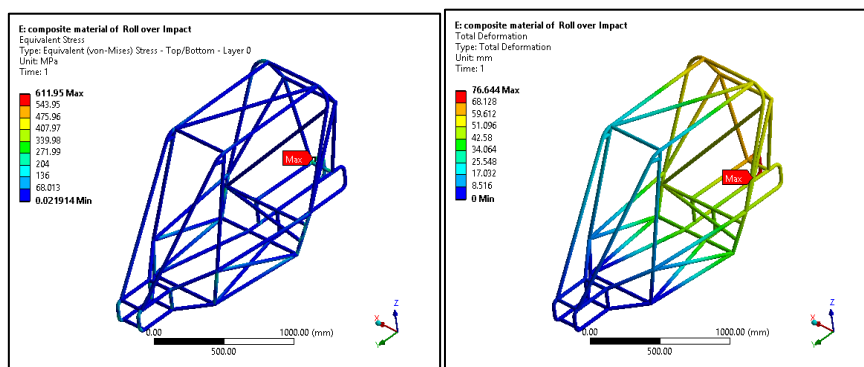 E: composite material of Roll over Impact
Equivalent Stress
Type: Equivalent (von-Mises) Stress - Top/Bottom - Layer 0
Unit: MPa
Time: 1
611.95 Max
543.95
475.96
407.97
339.98
271.99
204
136
68.013
0.021914 Min
Max
Z
X
Y
0.00
1000.00 (mm)
500.00
E: composite material of Roll over Impact
Total Deformation
Type: Total Deformation
Unit: mm
Time: 1
76.644 Max
68.128
59.612
51.096
42.58
34.064
25.548
17.032
8.516
0 Min
Max
Z
X
Y
0.00
1000.00 (mm)
500.00